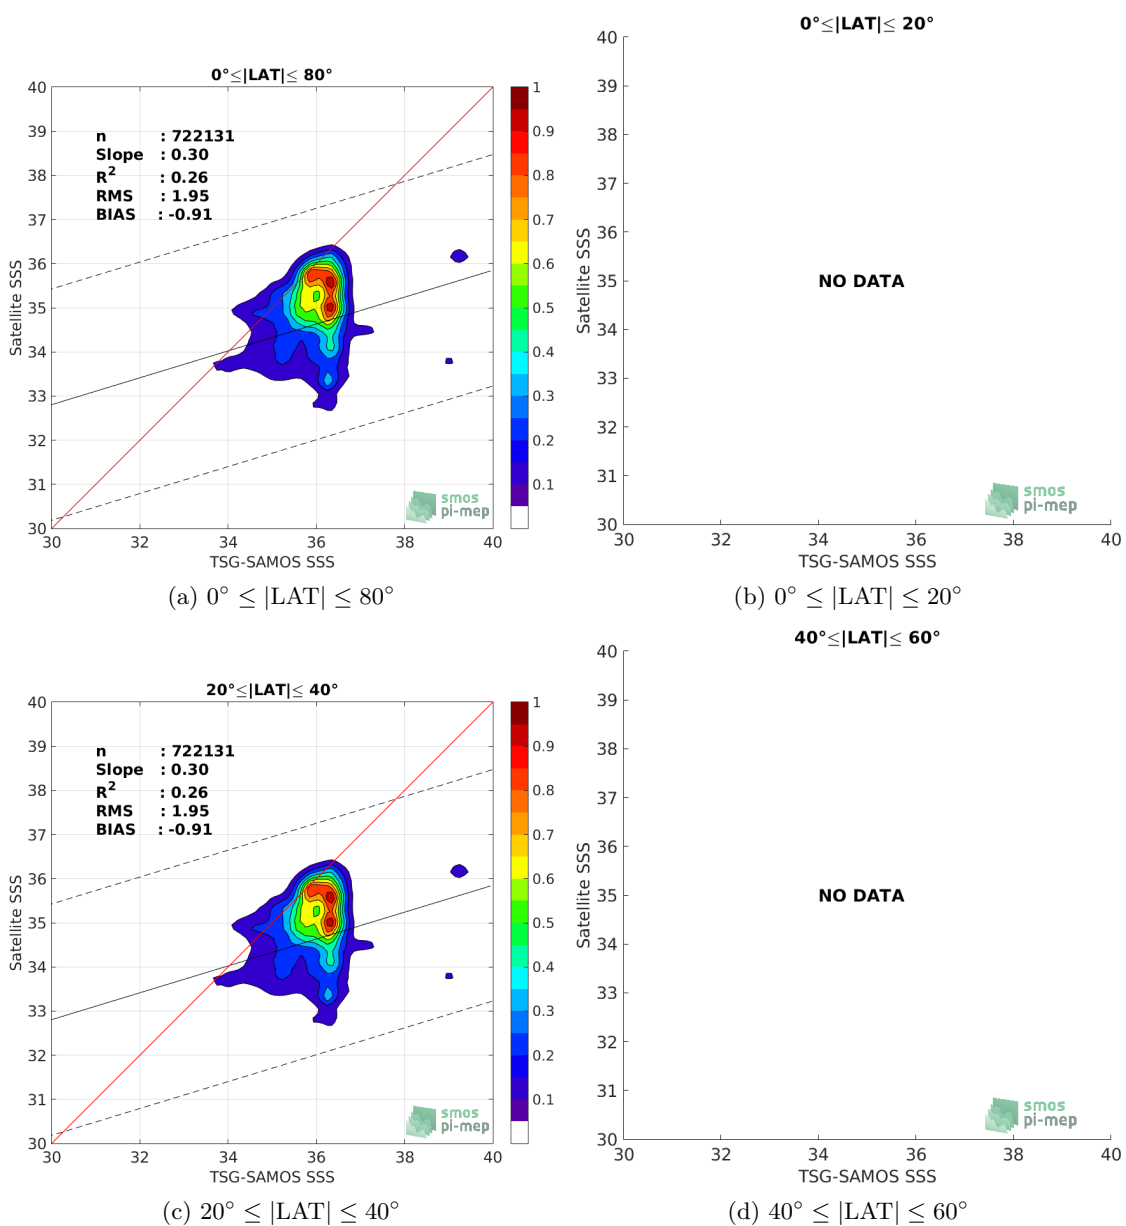 0°≤|LAT|≤ 80°
40
39
38
37
36
35
34
33
32
31
30
Satellite SSS
n : 722131
Slope : 0.30
R2 : 0.26
RMS : 1.95
BIAS : -0.91
1
0.9
0.8
0.7
0.6
0.5
0.4
0.3
0.2
0.1
smos
pi-mep
30 32 34 36 38 40
TSG-SAMOS SSS
(a) 0° ≤ |LAT| ≤ 80°
0°≤|LAT|≤ 20°
40
39
38
37
36
35
34
33
32
31
30
Satellite SSS
NO DATA
smos
pi-mep
30 32 34 36 38 40
TSG-SAMOS SSS
(b) 0° ≤ |LAT| ≤ 20°
20°≤|LAT|≤ 40°
40
39
38
37
36
35
34
33
32
31
30
Satellite SSS
n : 722131
Slope : 0.30
R2 : 0.26
RMS : 1.95
BIAS : -0.91
1
0.9
0.8
0.7
0.6
0.5
0.4
0.3
0.2
0.1
smos
pi-mep
30 32 34 36 38 40
TSG-SAMOS SSS
(c) 20° ≤ |LAT| ≤ 40°
40°≤|LAT|≤ 60°
40
39
38
37
36
35
34
33
32
31
30
Satellite SSS
NO DATA
smos
pi-mep
30 32 34 36 38 40
TSG-SAMOS SSS
(d) 40° ≤ |LAT| ≤ 60°